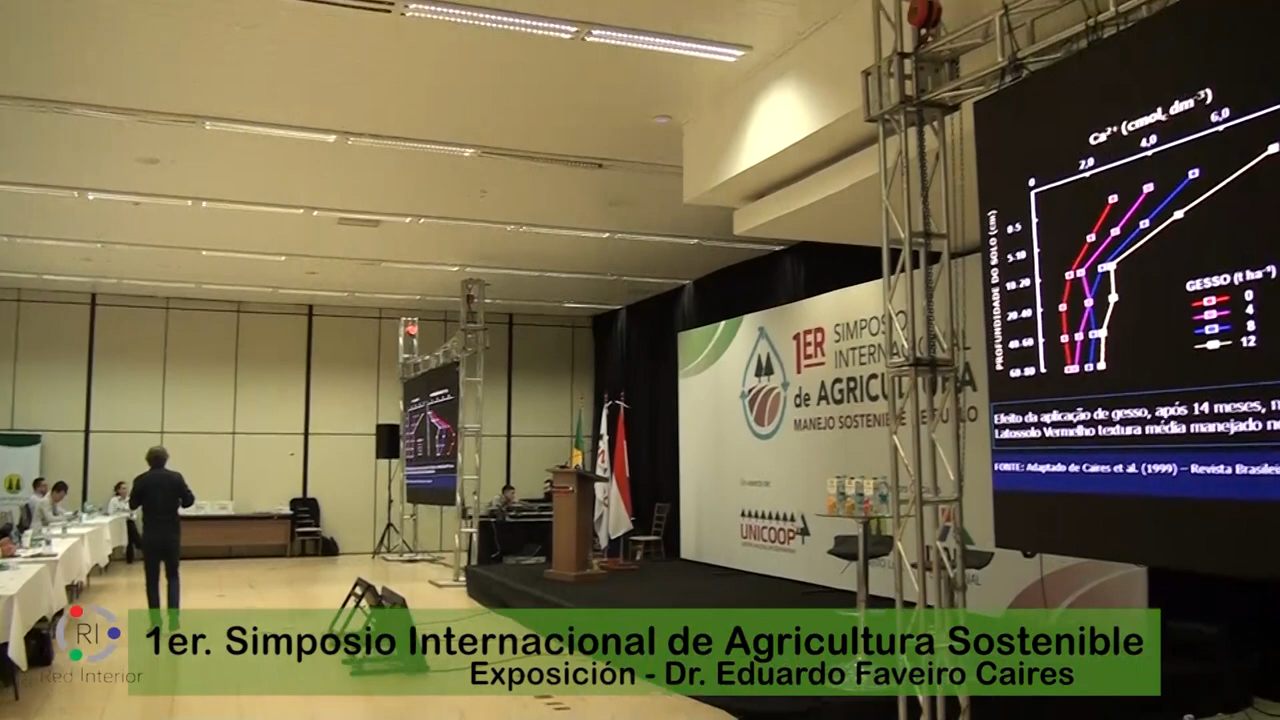 Ca²⁺ (cmolc dm⁻³)
0 2,0 4,0 6,0
PROFUNDIDADE DO SOLO (cm)
0.5
5.10
10-20
20-40
40-60
60-80
GESSO (t ha⁻¹)
0
4
8
12
Efeito da aplicação de gesso, após 14 meses, n
Latossolo Vermelho textura média manejado n
FONTE: Adaptado de Caires et al. (1999) – Revista Brasile
1ER SIMPOSIO
INTERNACIONAL
de AGRICULTURA
MANEJO SOSTENIBLE
UNICOOP
RI
Red Interior
1er. Simposio Internacional de Agricultura Sostenible
Exposición - Dr. Eduardo Faveiro Caires